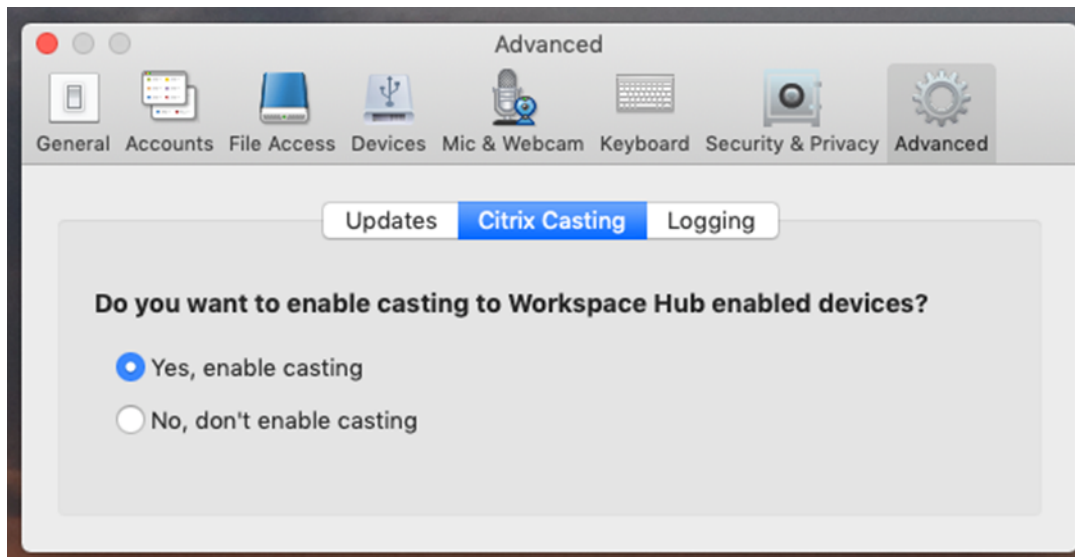 Advanced
General Accounts File Access Devices Mic & Webcam Keyboard Security & Privacy Advanced
Updates Citrix Casting Logging
Do you want to enable casting to Workspace Hub enabled devices?
Yes, enable casting
No, don't enable casting